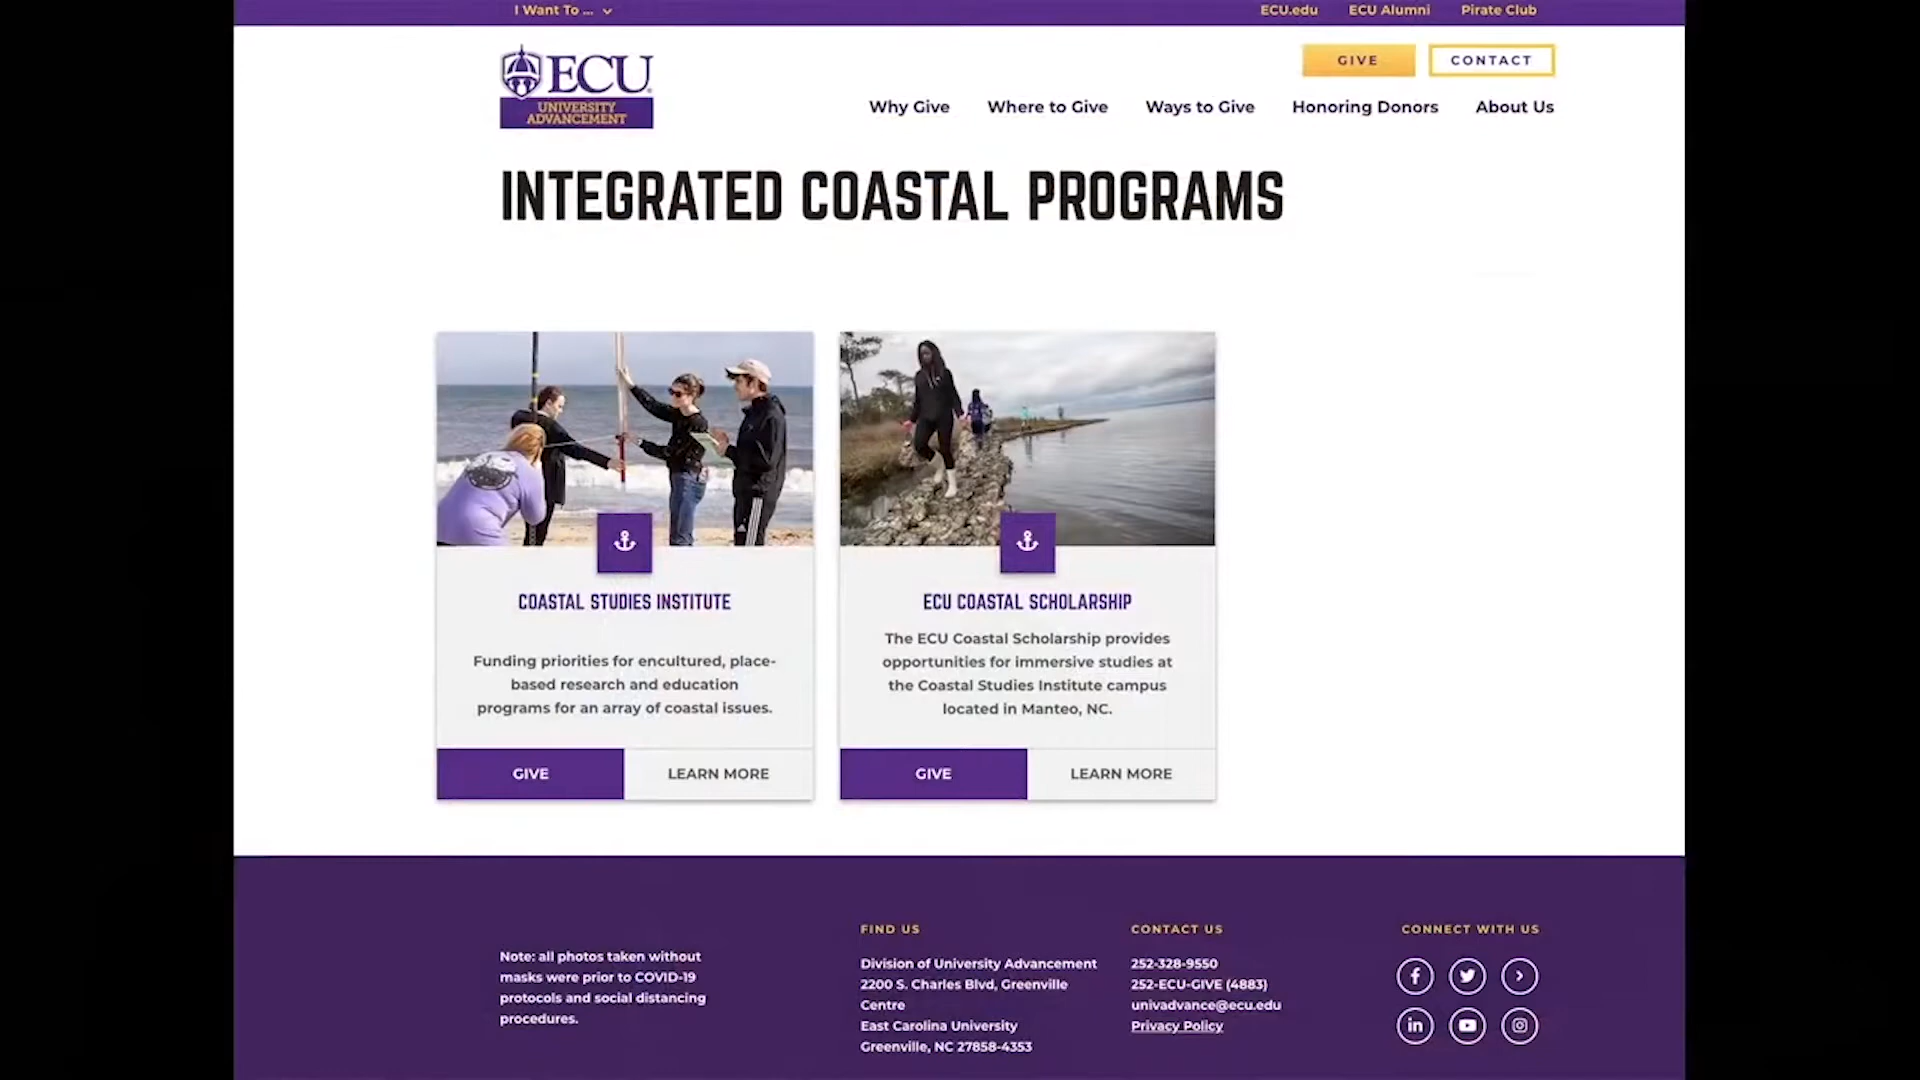 I Want To ...
ECU.edu
ECU Alumni
Pirate Club
ECU
UNIVERSITY
ADVANCEMENT
GIVE
CONTACT
Why Give
Where to Give
Ways to Give
Honoring Donors
About Us
INTEGRATED COASTAL PROGRAMS
COASTAL STUDIES INSTITUTE
Funding priorities for encultured, place-
based research and education
programs for an array of coastal issues.
GIVE
LEARN MORE
ECU COASTAL SCHOLARSHIP
The ECU Coastal Scholarship provides
opportunities for immersive studies at
the Coastal Studies Institute campus
located in Manteo, NC.
GIVE
LEARN MORE
Note: all photos taken without
masks were prior to COVID-19
protocols and social distancing
procedures.
FIND US
Division of University Advancement
2200 S. Charles Blvd, Greenville
Centre
East Carolina University
Greenville, NC 27858-4353
CONTACT US
252-328-9550
252-ECU-GIVE (4883)
univadvance@ecu.edu
Privacy Policy
CONNECT WITH US